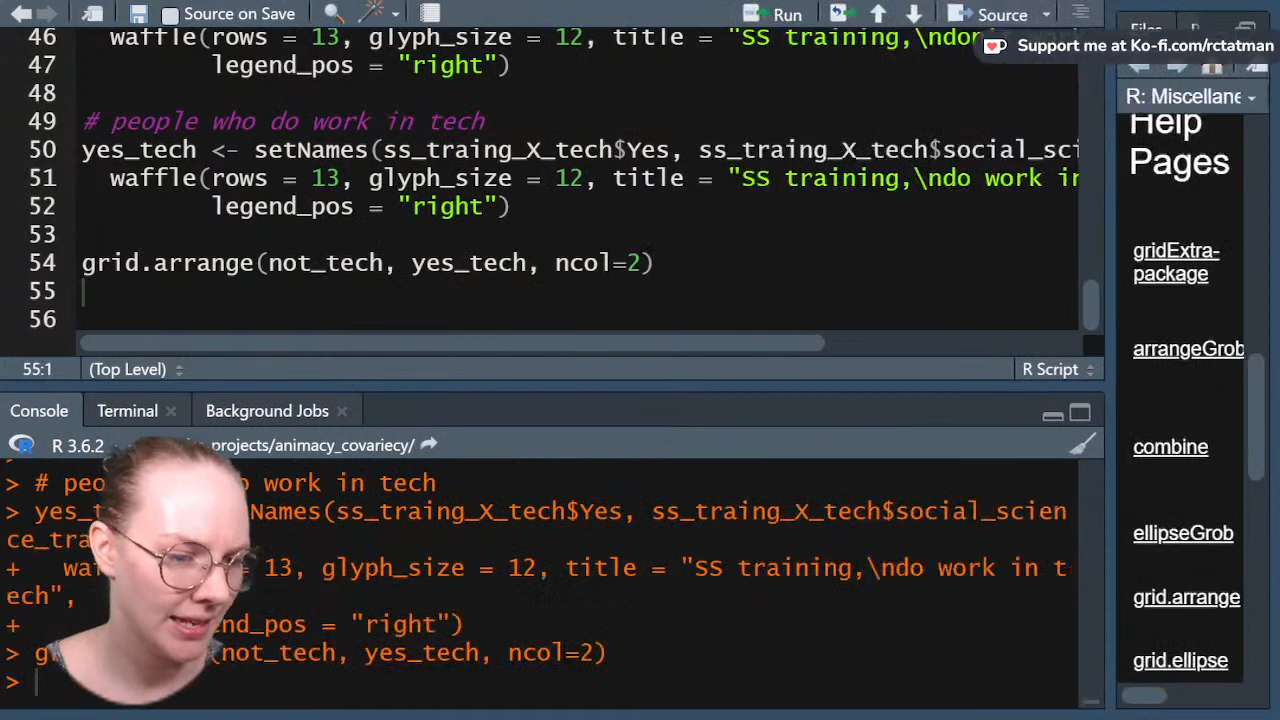 Source on Save
Run
Source
46 waffle(rows = 13, glyph_size = 12, title = "SS training,\ndon't work
47 legend_pos = "right")
48
49 # people who do work in tech
50 yes_tech <- setNames(ss_traing_X_tech$Yes, ss_traing_X_tech$social_sci
51 waffle(rows = 13, glyph_size = 12, title = "SS training,\ndo work in
52 legend_pos = "right")
53
54 grid.arrange(not_tech, yes_tech, ncol=2)
55
56
55:1 (Top Level) R Script
Console Terminal Background Jobs
R 3.6.2 projects/animacy_covariecy/
> # peo o work in tech
> yes_t Names(ss_traing_X_tech$Yes, ss_traing_X_tech$social_scien
ce_tra
+ wa = 13, glyph_size = 12, title = "SS training,\ndo work in t
ech",
+ end_pos = "right")
> g (not_tech, yes_tech, ncol=2)
>
Support me at Ko-fi.com/rctatman
R: Miscellane
Help
Pages
gridExtra-
package
arrangeGrob
combine
ellipseGrob
grid.arrange
grid.ellipse